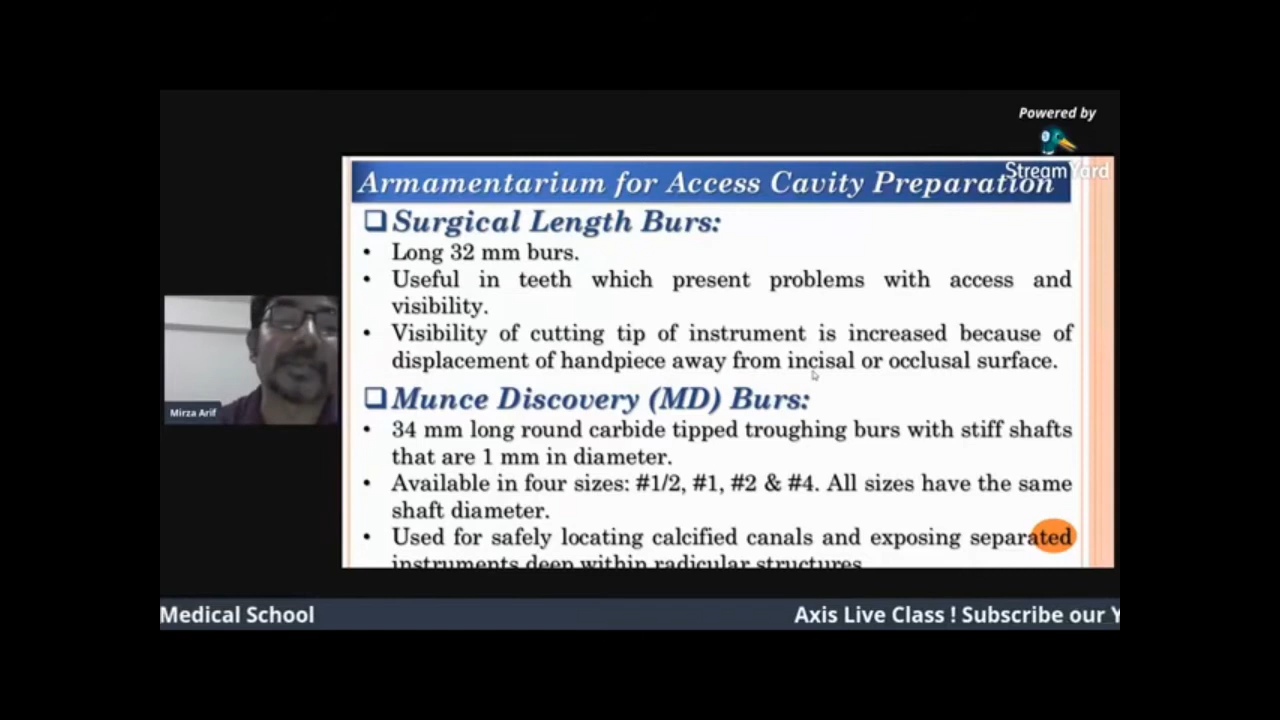 Powered by
StreamYard
Armamentarium for Access Cavity Preparation
Surgical Length Burs:
• Long 32 mm burs.
• Useful in teeth which present problems with access and
visibility.
• Visibility of cutting tip of instrument is increased because of
displacement of handpiece away from incisal or occlusal surface.
Munce Discovery (MD) Burs:
• 34 mm long round carbide tipped troughing burs with stiff shafts
that are 1 mm in diameter.
• Available in four sizes: #1/2, #1, #2 & #4. All sizes have the same
shaft diameter.
• Used for safely locating calcified canals and exposing separated
instruments deep within radicular structures
Mirza Arif
Medical School
Axis Live Class ! Subscribe our Y